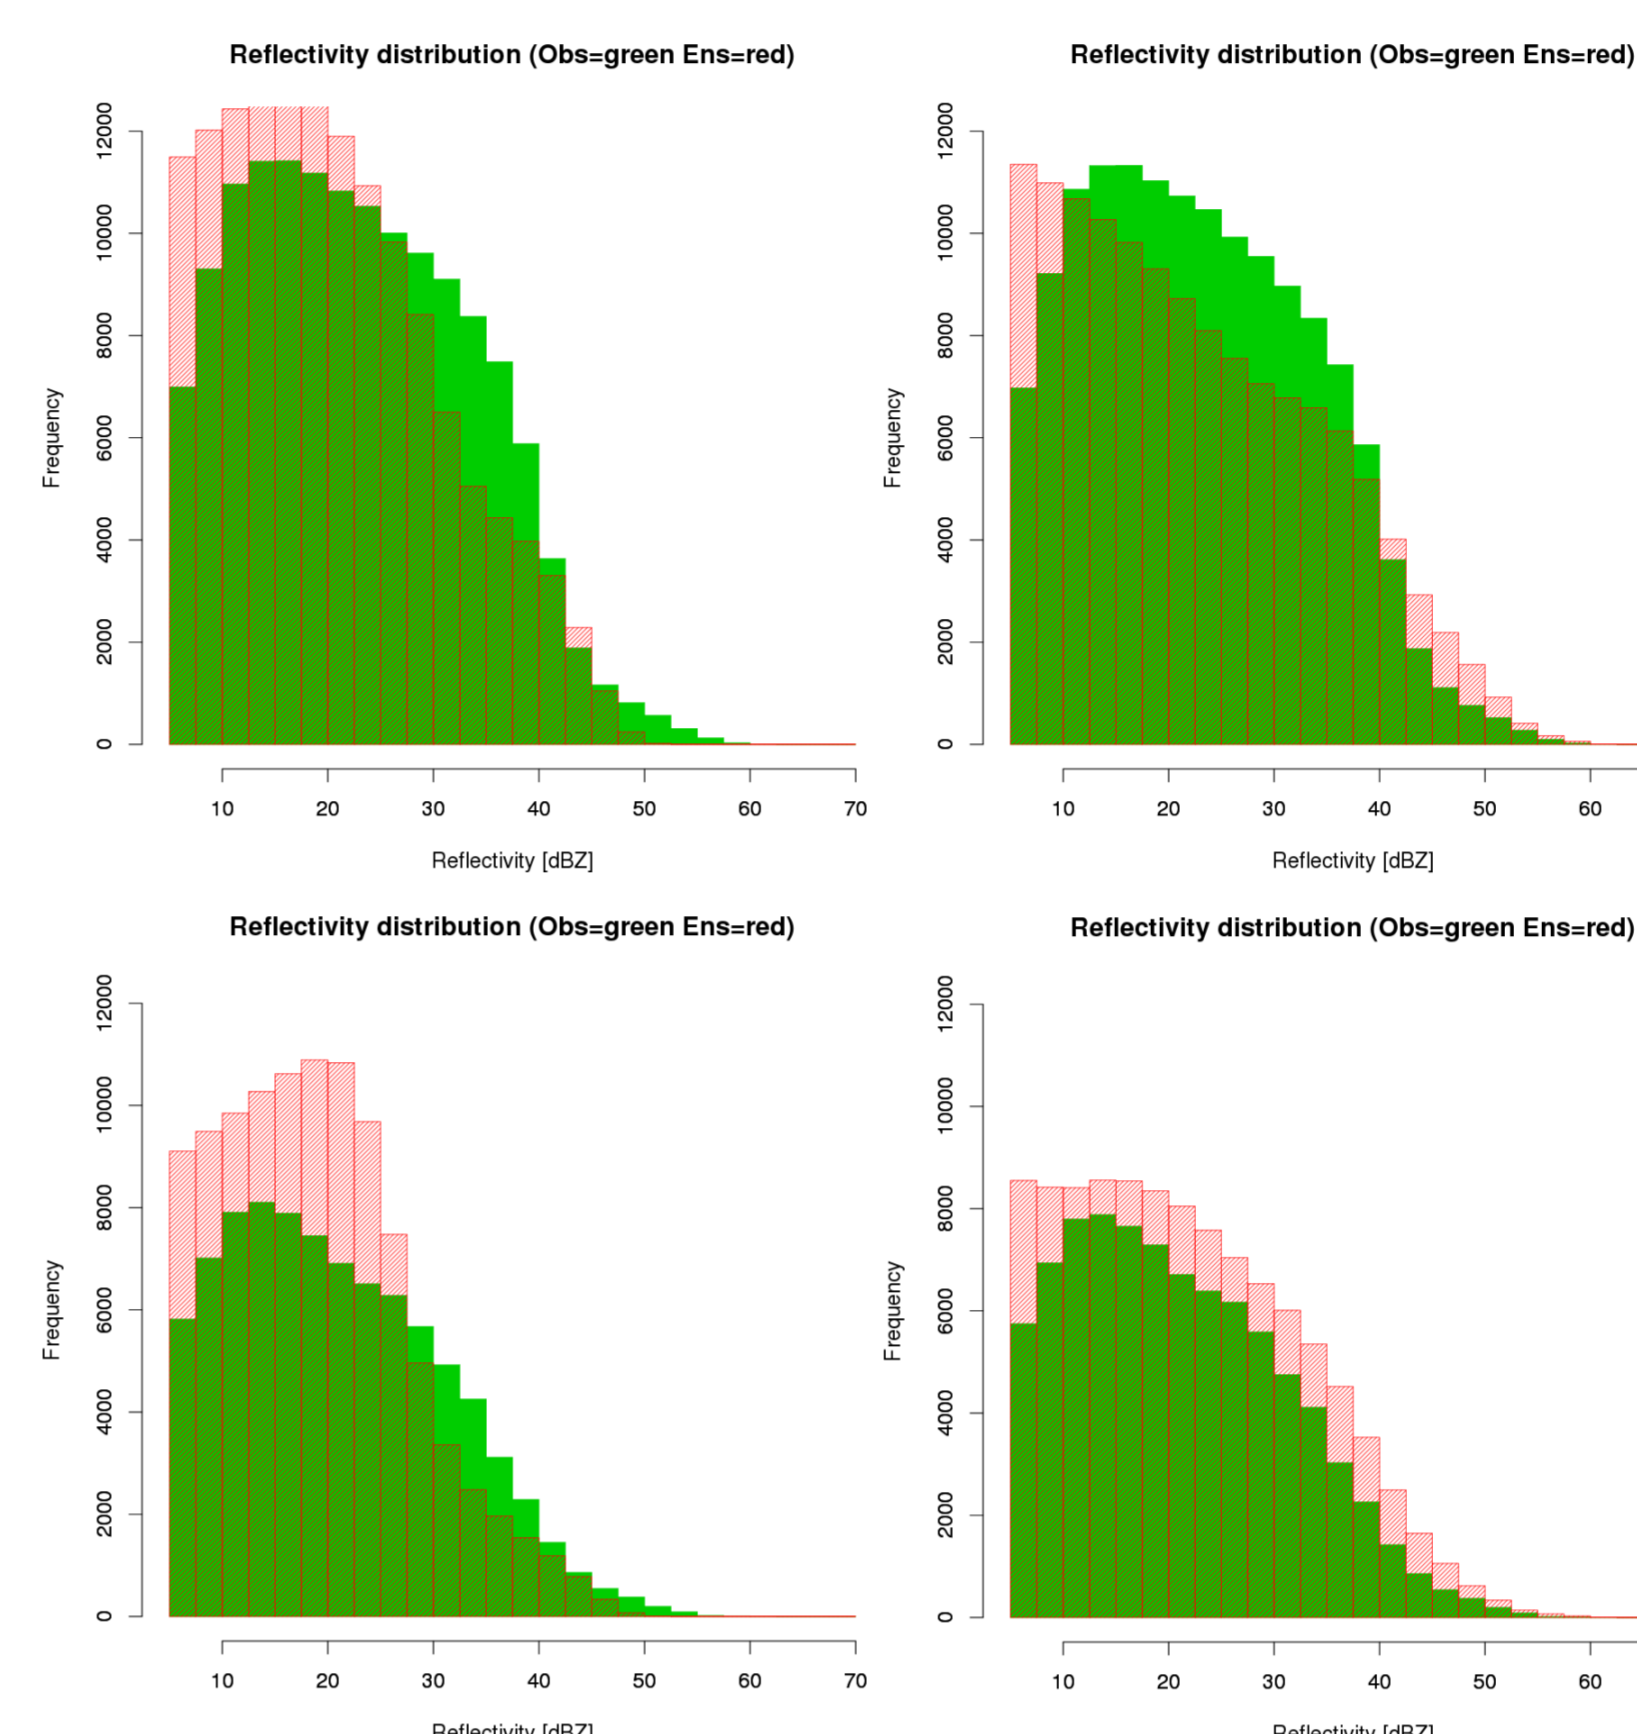 Reflectivity distribution (Obs=green Ens=red)
Frequency
0 2000 4000 6000 8000 10000 12000
10 20 30 40 50 60 70
Reflectivity [dBZ]
Reflectivity distribution (Obs=green Ens=red)
Frequency
0 2000 4000 6000 8000 10000 12000
10 20 30 40 50 60
Reflectivity [dBZ]
Reflectivity distribution (Obs=green Ens=red)
Frequency
0 2000 4000 6000 8000 10000 12000
10 20 30 40 50 60 70
Reflectivity [dBZ]
Reflectivity distribution (Obs=green Ens=red)
Frequency
0 2000 4000 6000 8000 10000 12000
10 20 30 40 50 60
Reflectivity [dBZ]